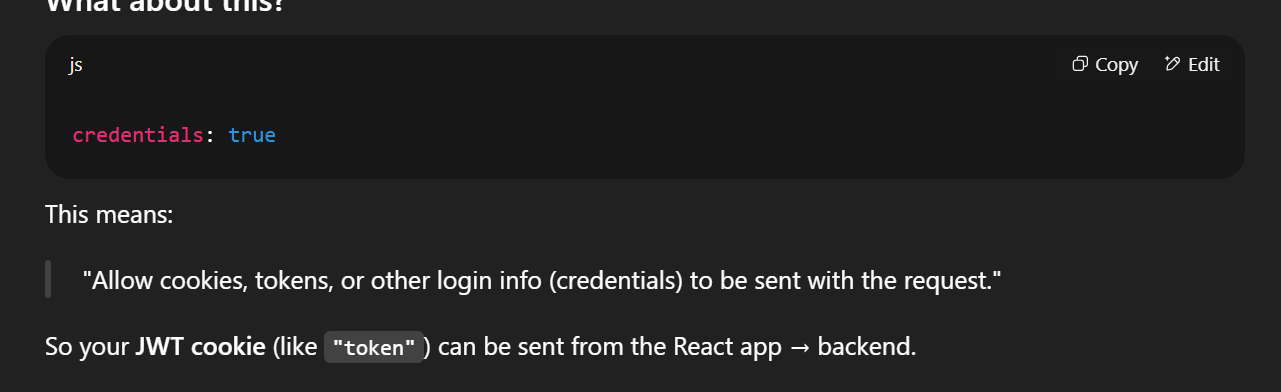 What about this?
js
Copy
Edit
credentials: true
This means:
"Allow cookies, tokens, or other login info (credentials) to be sent with the request."
So your JWT cookie (like "token") can be sent from the React app → backend.